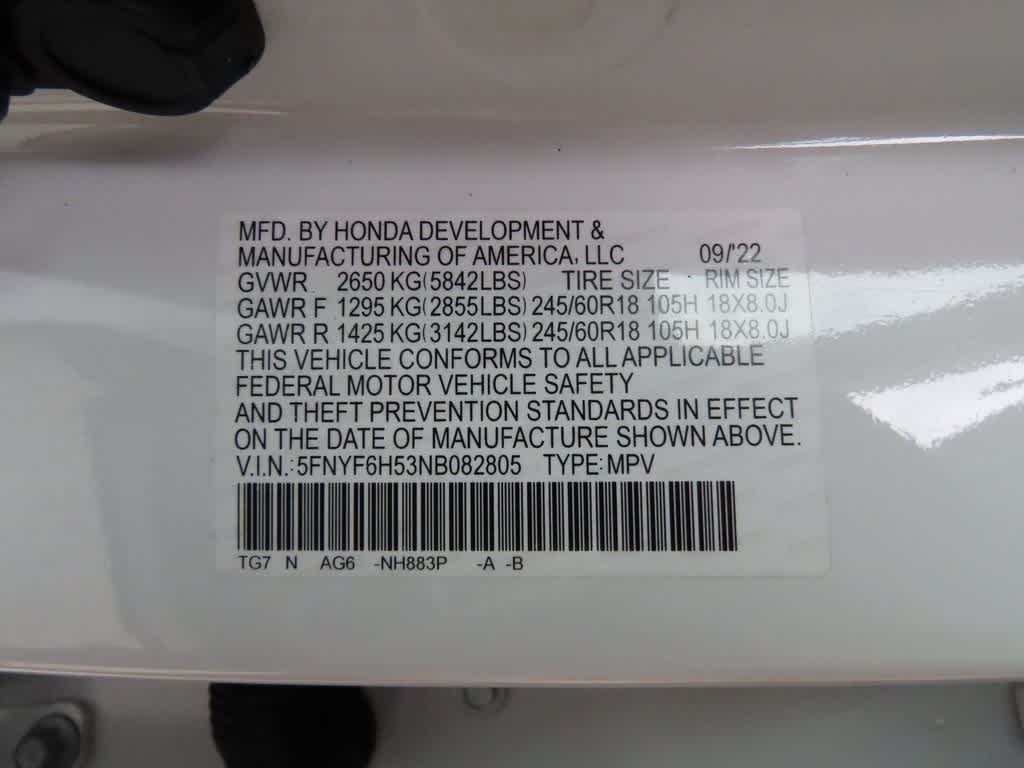 MFD. BY HONDA DEVELOPMENT &
MANUFACTURING OF AMERICA, LLC 09/'22
GVWR 2650 KG(5842LBS) TIRE SIZE RIM SIZE
GAWR F 1295 KG(2855LBS) 245/60R18 105H 18X8.0J
GAWR R 1425 KG(3142LBS) 245/60R18 105H 18X8.0J
THIS VEHICLE CONFORMS TO ALL APPLICABLE
FEDERAL MOTOR VEHICLE SAFETY
AND THEFT PREVENTION STANDARDS IN EFFECT
ON THE DATE OF MANUFACTURE SHOWN ABOVE.
V.I.N.: 5FNYF6H53NB082805 TYPE: MPV
TG7 N AG6 -NH883P -A -B